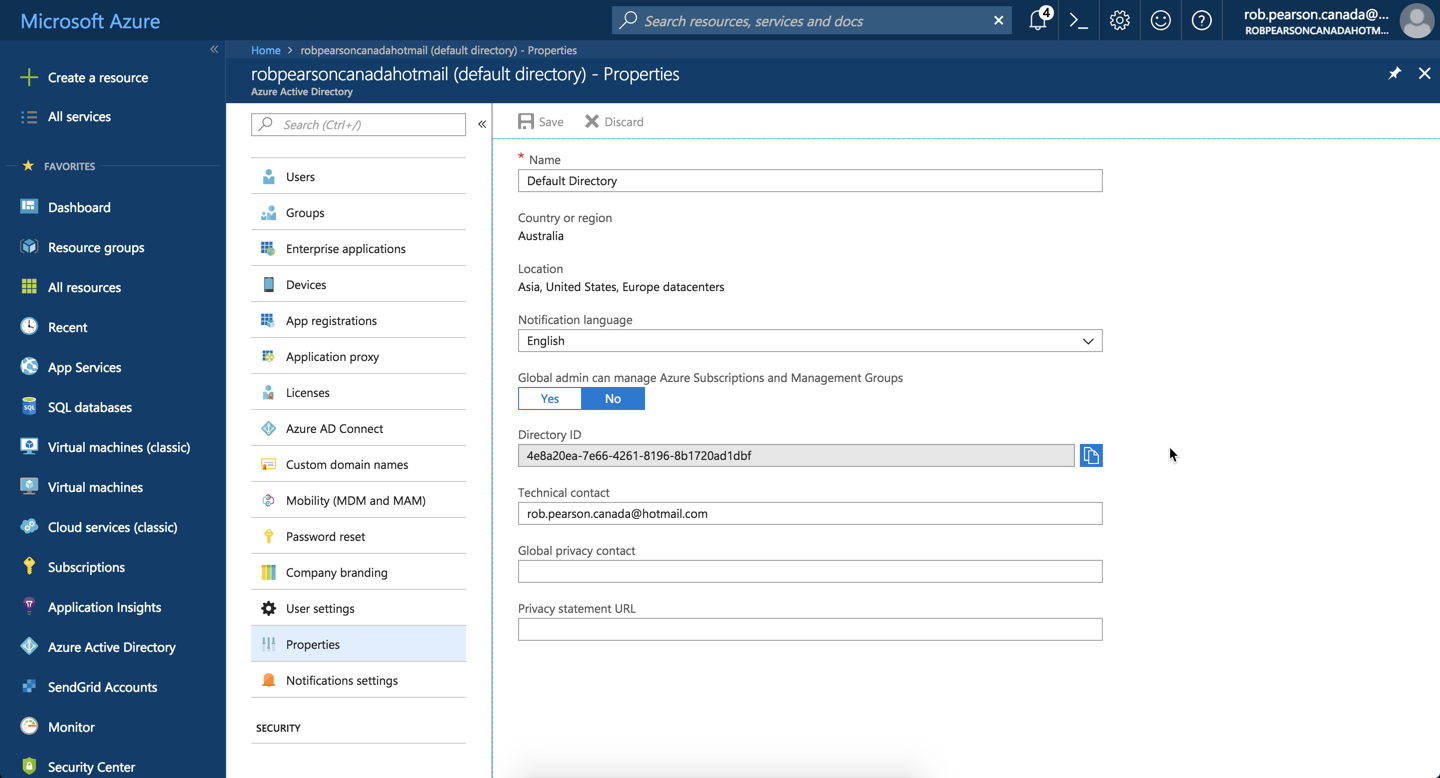 Microsoft Azure
Search resources, services and docs
4
rob.pearson.canada@...
ROBPEARSONCANADAHOTM...
Home > robpearsoncanadahotmail (default directory) - Properties
robpearsoncanadahotmail (default directory) - Properties
Azure Active Directory
Create a resource
All services
FAVORITES
Dashboard
Resource groups
All resources
Recent
App Services
SQL
SQL databases
Virtual machines (classic)
Virtual machines
Cloud services (classic)
Subscriptions
Application Insights
Azure Active Directory
SendGrid Accounts
Monitor
Security Center
Search (Ctrl+/)
Users
Groups
Enterprise applications
Devices
App registrations
Application proxy
Licenses
Azure AD Connect
Custom domain names
Mobility (MDM and MAM)
Password reset
Company branding
User settings
Properties
Notifications settings
SECURITY
Save Discard
* Name
Default Directory
Country or region
Australia
Location
Asia, United States, Europe datacenters
Notification language
English
Global admin can manage Azure Subscriptions and Management Groups
Yes No
Directory ID
4e8a20ea-7e66-4261-8196-8b1720ad1dbf
Technical contact
rob.pearson.canada@hotmail.com
Global privacy contact
Privacy statement URL